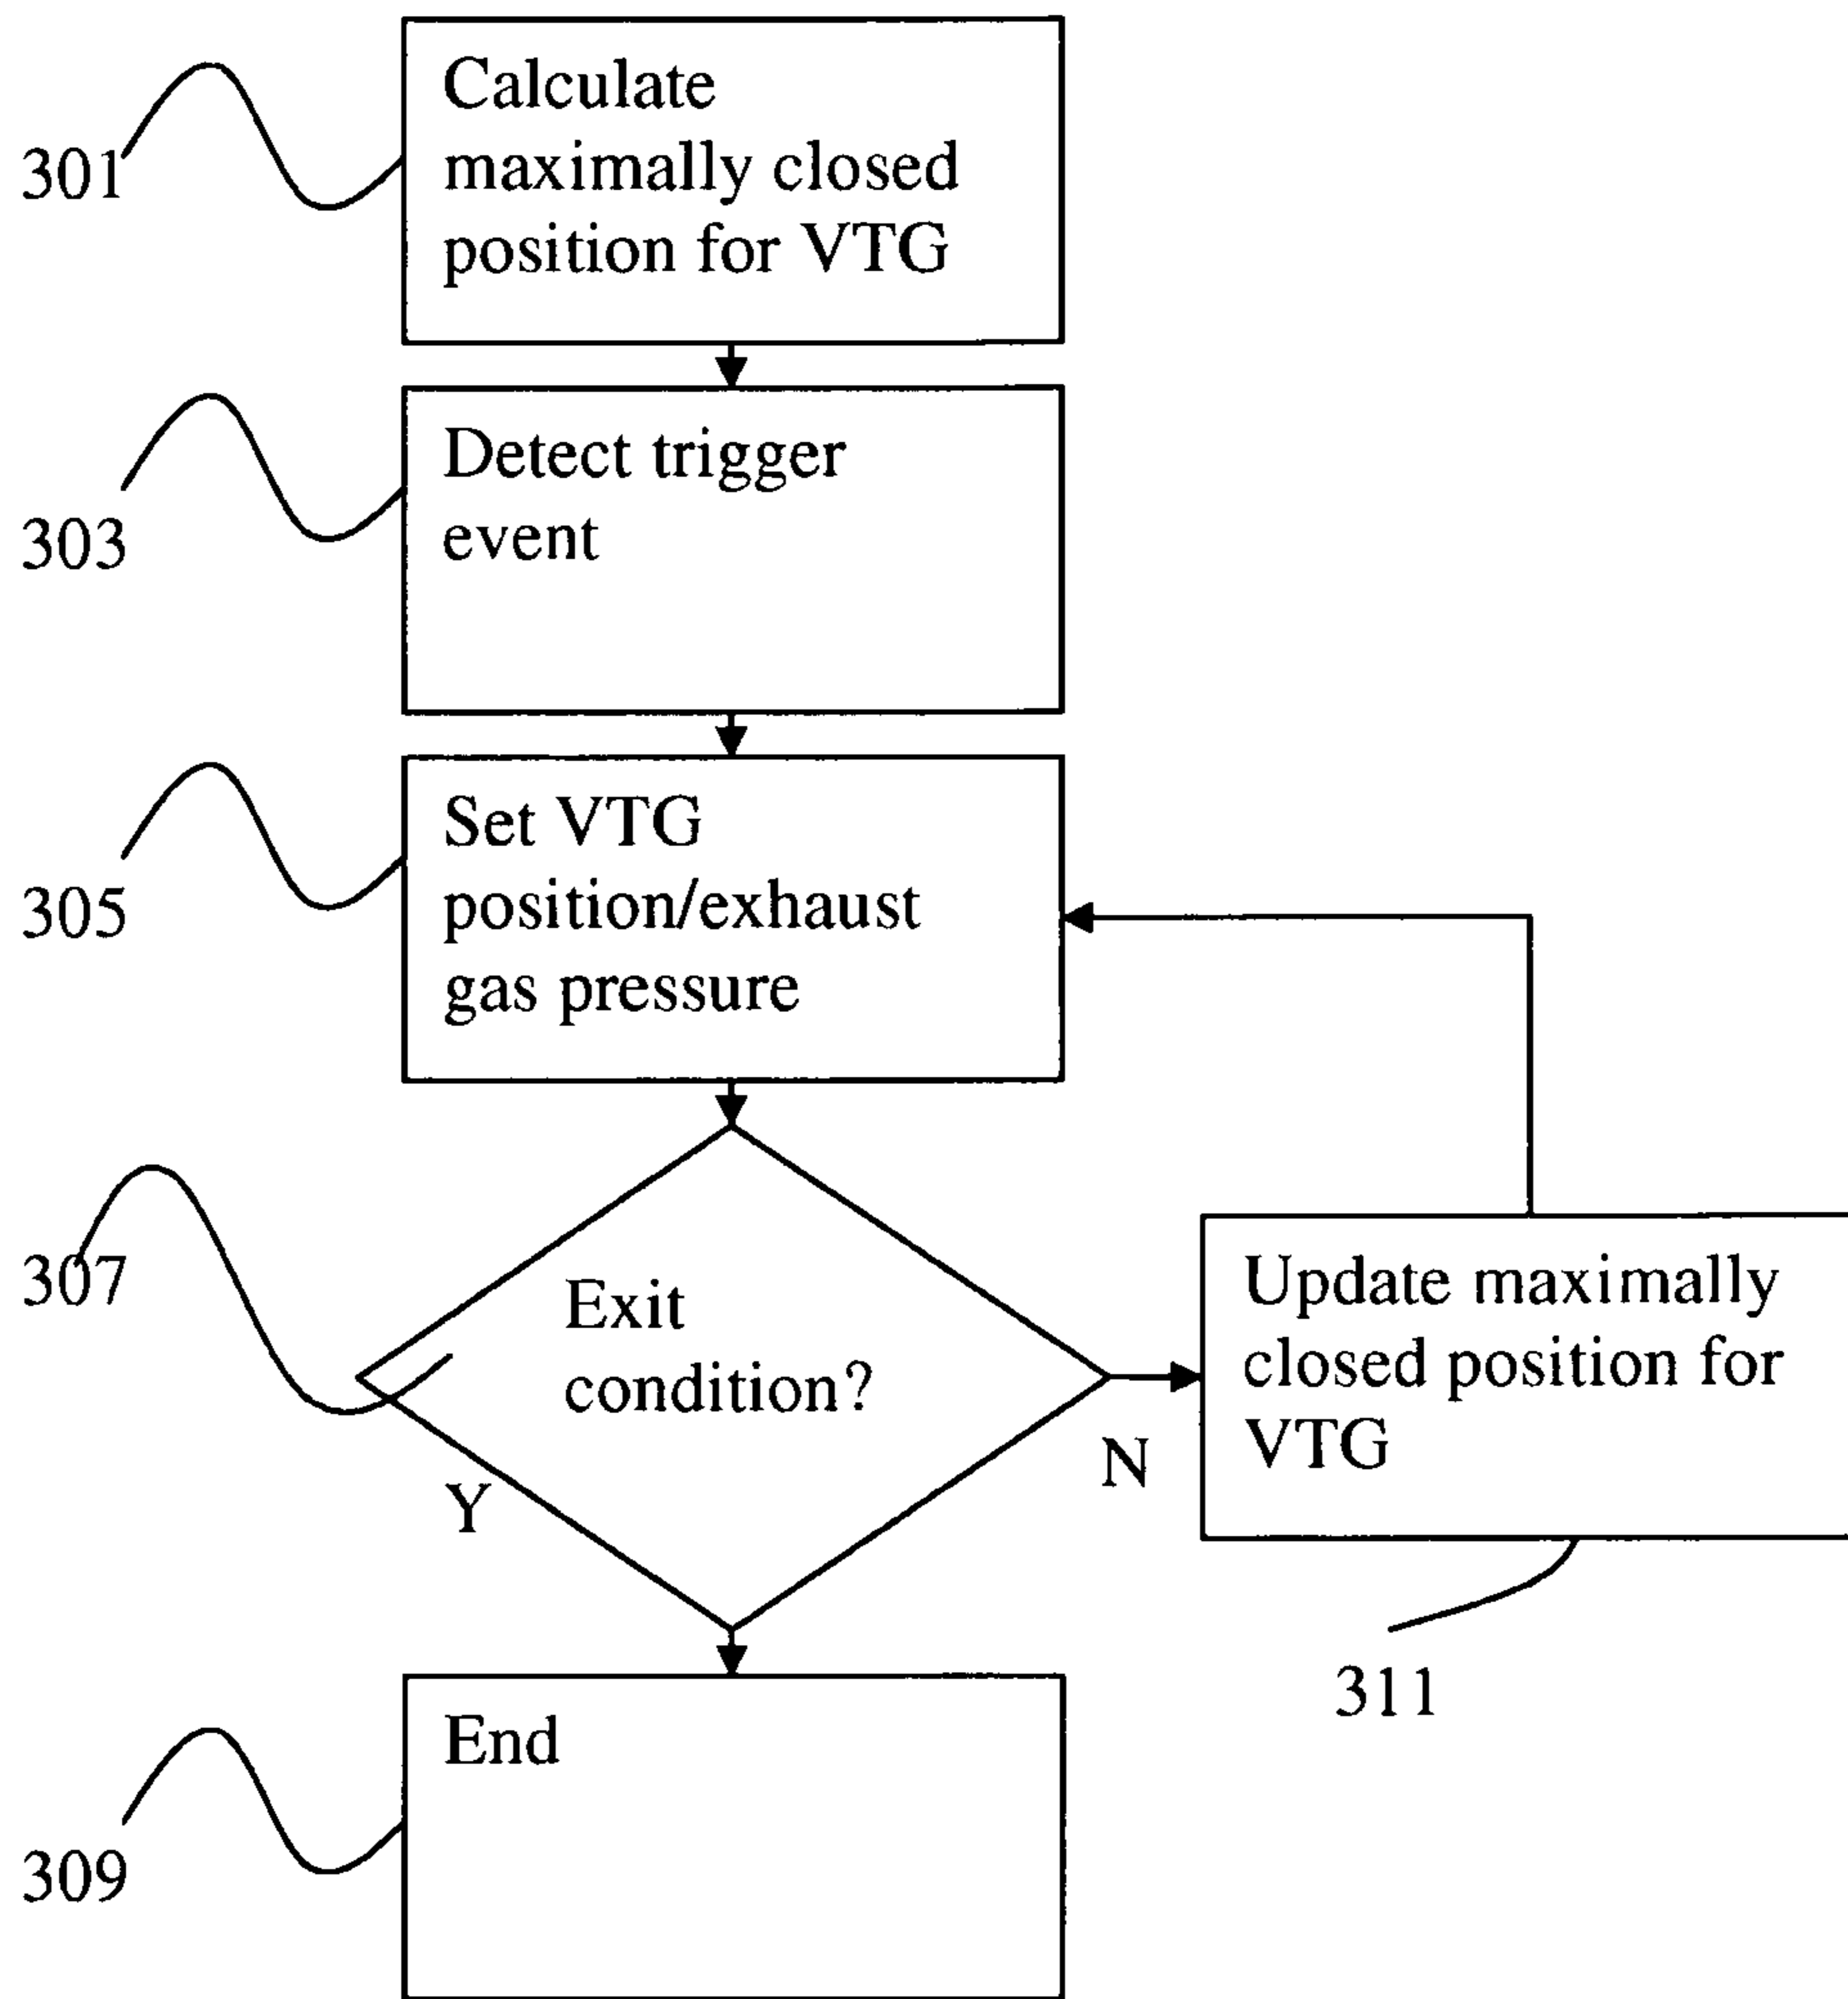 301
Calculate
maximally closed
position for VTG
303
Detect trigger
event
305
Set VTG
position/exhaust
gas pressure
307
Exit
condition?
Y
N
Update maximally
closed position for
VTG
311
309
End